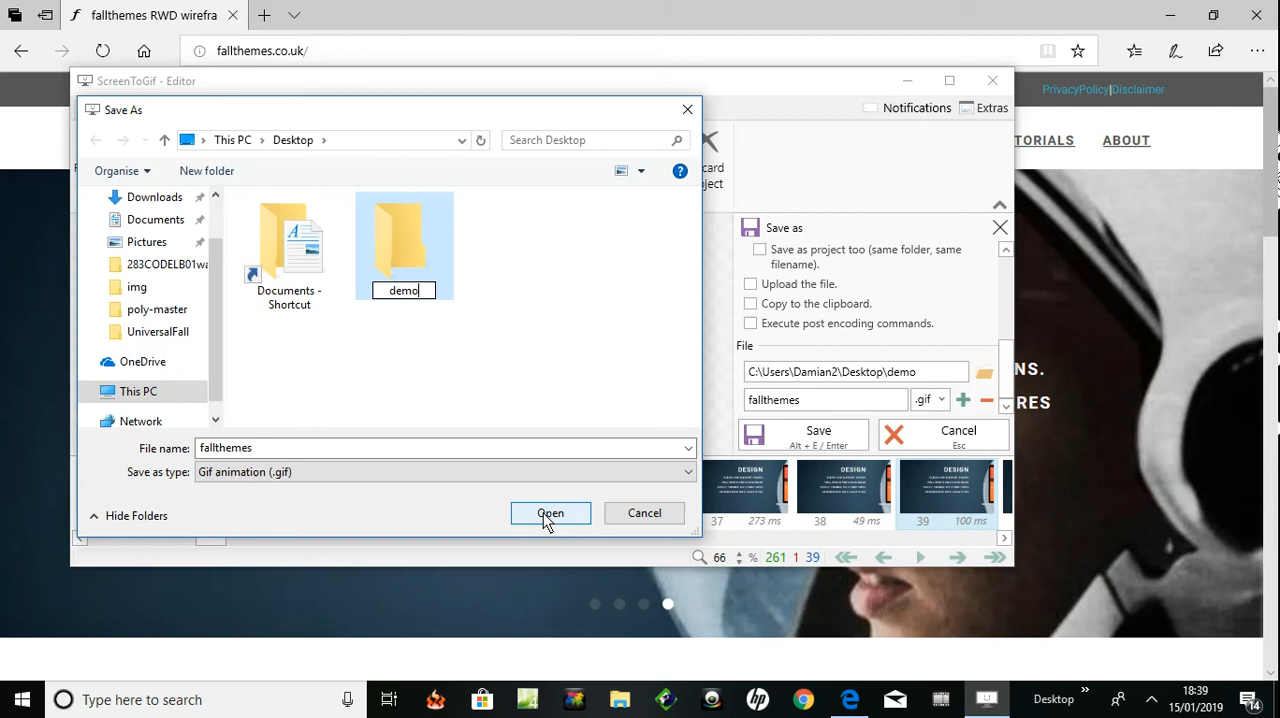 fallthemes RWD wirefra
fallthemes.co.uk/
ScreenToGif - Editor
PrivacyPolicy|Disclaimer
Save As
Notifications
Extras
This PC
Desktop
Search Desktop
TORIALS
ABOUT
Organise
New folder
card
ject
Downloads
Documents
Pictures
283CODELB01wa
img
poly-master
UniversalFall
OneDrive
This PC
Network
Documents -
Shortcut
demo
Save as
Save as project too (same folder, same
filename).
Upload the file.
Copy to the clipboard.
Execute post encoding commands.
File
C:\Users\Damian2\Desktop\demo
fallthemes
.gif
Save
Alt + E / Enter
Cancel
Esc
NS.
RES
File name:
fallthemes
Save as type:
Gif animation (.gif)
Hide Folders
Open
Cancel
DESIGN
DESIGN
DESIGN
37
273 ms
38
49 ms
39
100 ms
66
%
261
1
39
Type here to search
Desktop
18:39
15/01/2019
14